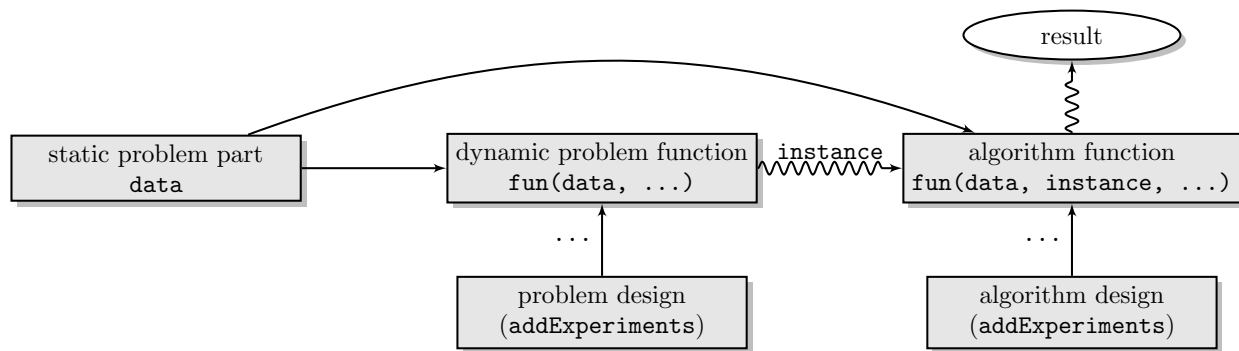 result
static problem part
data
dynamic problem function
fun(data, ...)
instance
algorithm function
fun(data, instance, ...)
...
...
problem design
(addExperiments)
algorithm design
(addExperiments)